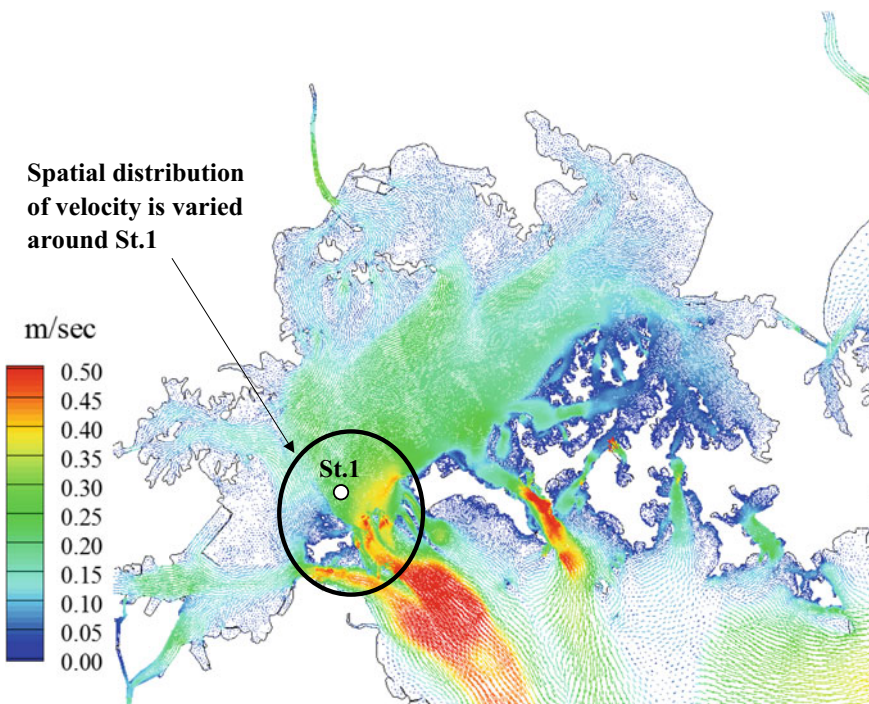 Spatial distribution
of velocity is varied
around St.1
m/sec
0.50
0.45
0.40
0.35
0.30
0.25
0.20
0.15
0.10
0.05
0.00
St.1